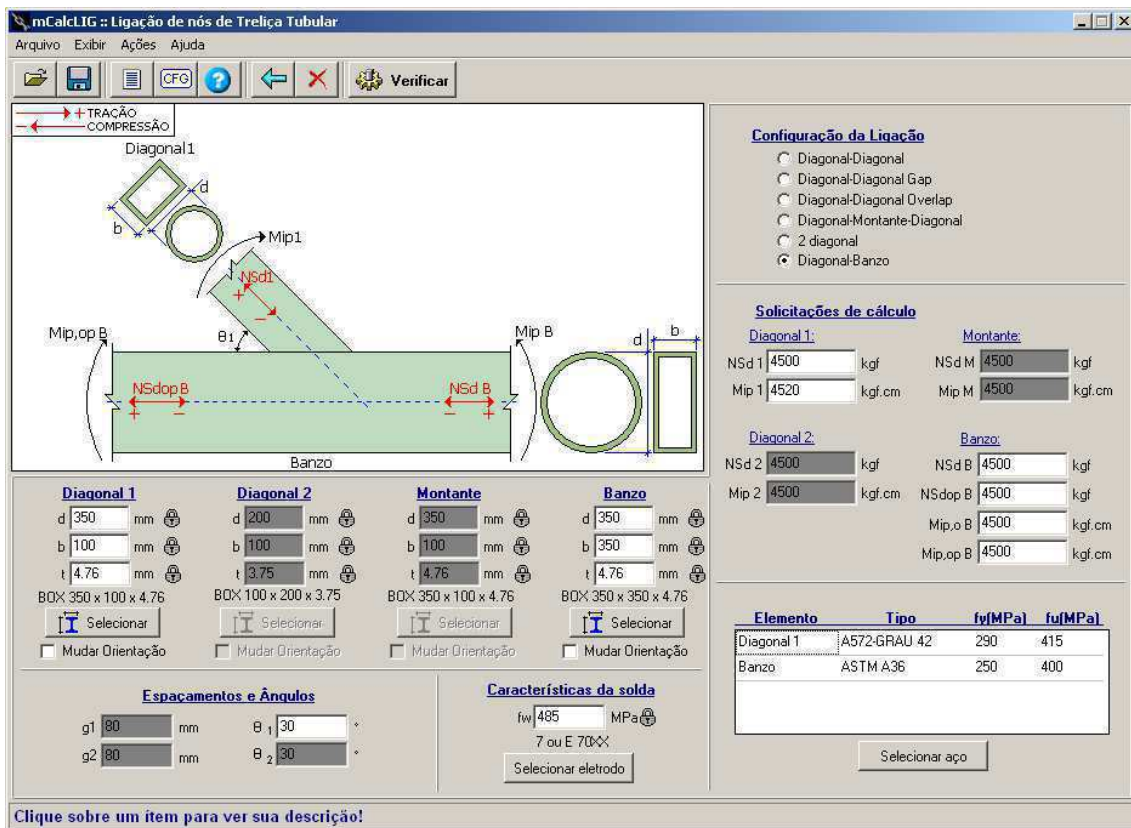 mCalcLIG :: Ligação de nós de Treliça Tubular
Arquivo Exibir Ações Ajuda
CFG ? Verificar
+ TRAÇÃO
- COMPRESSÃO
Diagonal1
d
b
Mip1
NSd1
+
-
θ1
Mip,op B
Mip B
d
b
NSdop B
NSd B
+ -
- +
Banzo
Configuração da Ligação
Diagonal-Diagonal
Diagonal-Diagonal Gap
Diagonal-Diagonal Overlap
Diagonal-Montante-Diagonal
2 diagonal
Diagonal-Banzo
Solicitações de cálculo
Diagonal 1: Montante:
NSd 1 4500 kgf NSd M 4500 kgf
Mip 1 4520 kgf.cm Mip M 4500 kgf.cm
Diagonal 2: Banzo:
NSd 2 4500 kgf NSd B 4500 kgf
Mip 2 4500 kgf.cm NSdop B 4500 kgf
Mip,o B 4500 kgf.cm
Mip,op B 4500 kgf.cm
Diagonal 1 Diagonal 2 Montante Banzo
d 350 mm d 200 mm d 350 mm d 350 mm
b 100 mm b 100 mm b 100 mm b 350 mm
t 4.76 mm t 3.75 mm t 4.76 mm t 4.76 mm
BOX 350 x 100 x 4.76 BOX 100 x 200 x 3.75 BOX 350 x 100 x 4.76 BOX 350 x 350 x 4.76
Selecionar Selecionar Selecionar Selecionar
Mudar Orientação Mudar Orientação Mudar Orientação Mudar Orientação
Espaçamentos e Ângulos
g1 80 mm θ 1 30 °
g2 80 mm θ 2 30 °
Características da solda
fw 485 MPa
7 ou E 70XX
Selecionar eletrodo
Elemento Tipo fy(MPa) fu(MPa)
Diagonal 1 A572-GRAU 42 290 415
Banzo ASTM A36 250 400
Selecionar aço
Clique sobre um ítem para ver sua descrição!